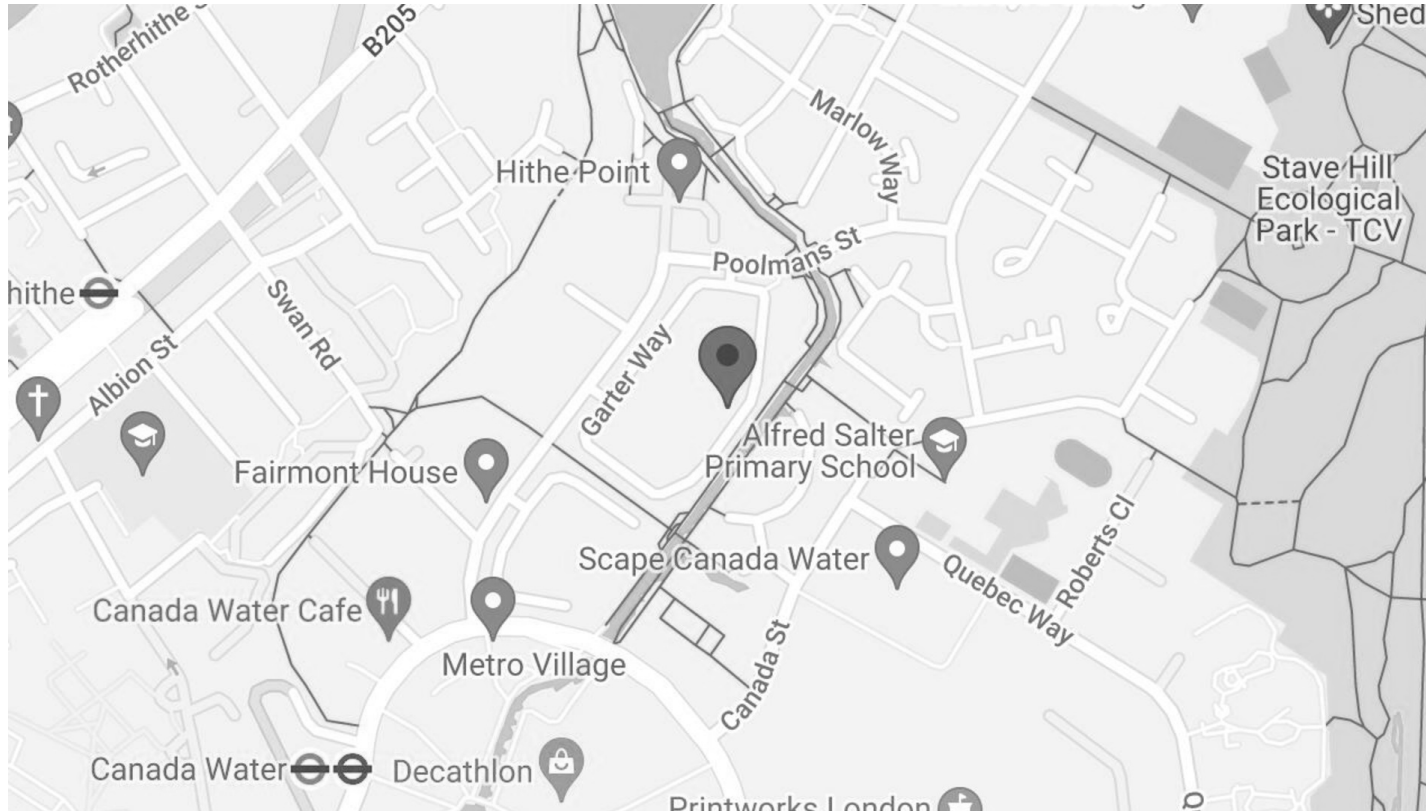 Shed
B205
Rotherhithe S
Marlow Way
Hithe Point
Stave Hill
Ecological
Park - TCV
Poolmans St
hithe
Swan Rd
Albion St
Garter Way
Alfred Salter
Primary School
Fairmont House
Roberts Cl
Scape Canada Water
Quebec Way
Canada Water Cafe
Metro Village
Canada St
Canada Water
Decathlon
Printworks London
Q